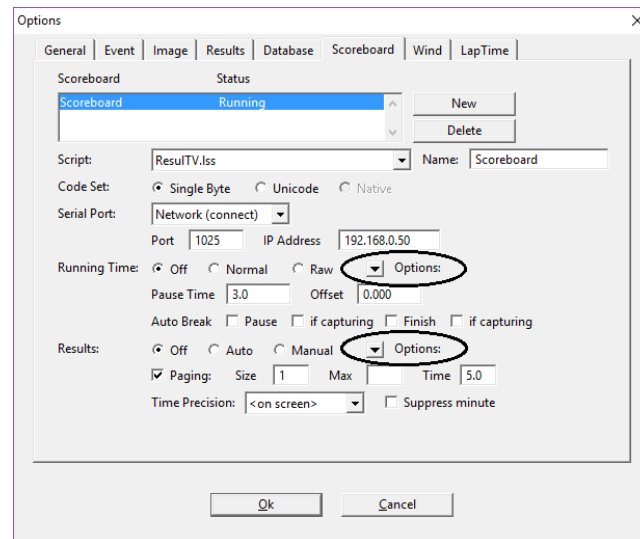 Options
General Event Image Results Database Scoreboard Wind LapTime
Scoreboard Status
Scoreboard Running
New
Delete
Script: ResulTV.lss Name: Scoreboard
Code Set: Single Byte Unicode Native
Serial Port: Network (connect)
Port 1025 IP Address 192.168.0.50
Running Time: Off Normal Raw Options:
Pause Time 3.0 Offset 0.000
Auto Break Pause if capturing Finish if capturing
Results: Off Auto Manual Options:
Paging: Size 1 Max Time 5.0
Time Precision: <on screen> Suppress minute
Ok Cancel